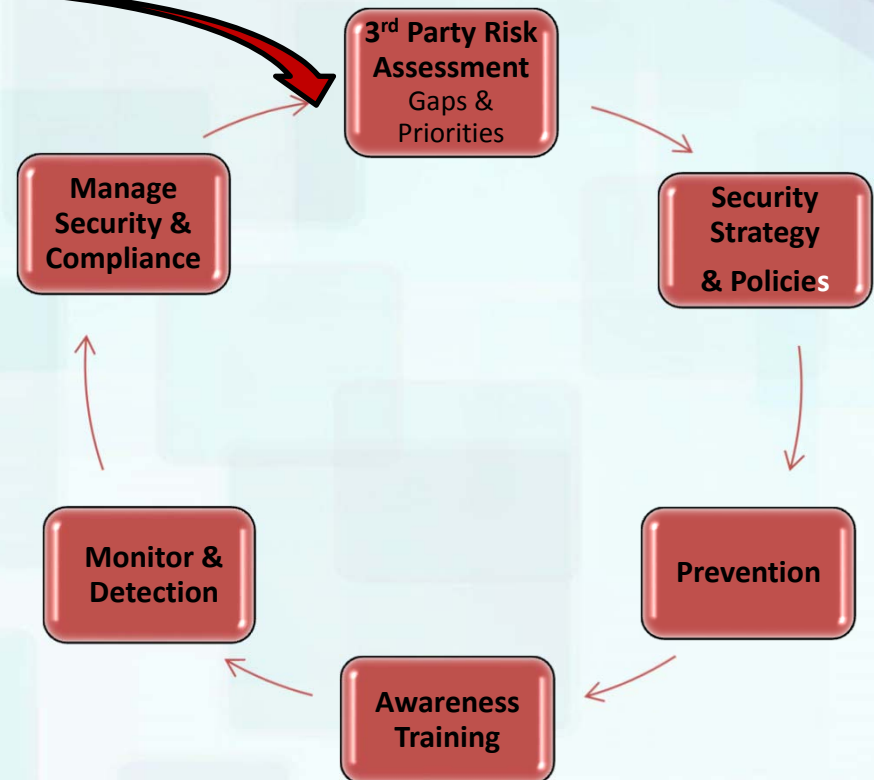 3rd Party Risk
Assessment
Gaps &
Priorities
Security
Strategy
& Policies
Prevention
Awareness
Training
Monitor &
Detection
Manage
Security &
Compliance